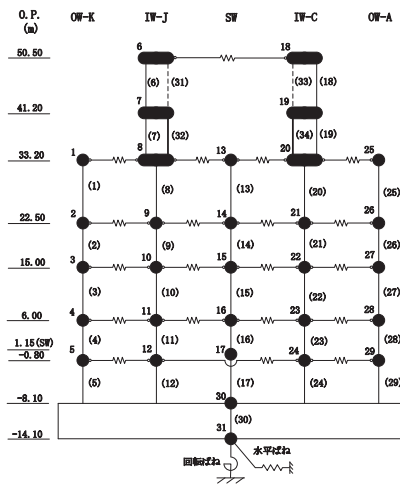 O.P. OW-K IW-J SW IW-C OW-A
(m)
6 18
50.50
(6) (31) (33) (18)
7 19
41.20
(7) (32) (34) (19)
1 8 13 20 25
33.20
(1) (8) (13) (20) (25)
2 9 14 21 26
22.50
(2) (9) (14) (21) (26)
3 10 15 22 27
15.00
(3) (10) (15) (22) (27)
4 11 16 23 28
6.00
(4) (11) (16) (23) (28)
1.15(SW)
5 12 17 24 29
-0.80
(5) (12) (17) (24) (29)
30
-8.10
(30)
31
-14.10
水平ばね
回転ばね